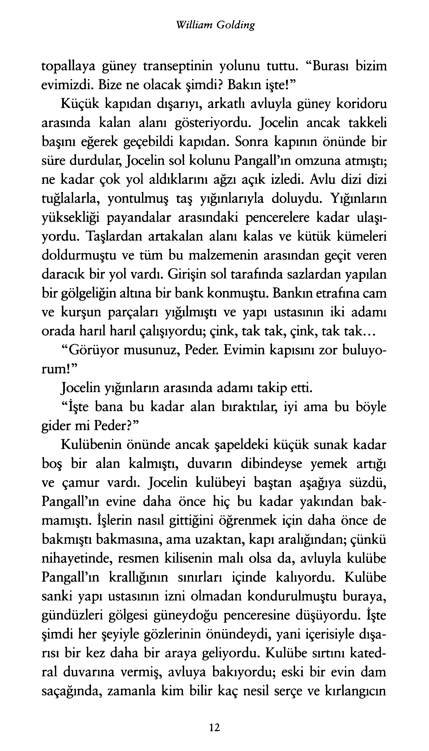 William Golding
topallaya güney transeptinin yolunu tuttu. “Burası bizim
evimizdi. Bize ne olacak şimdi? Bakın işte!”
Küçük kapıdan dışarıyı, arkatlı avluyla güney koridoru
arasında kalan alanı gösteriyordu. Jocelin ancak takkeli
başını eğerek geçebildi kapıdan. Sonra kapının önünde bir
süre durdular, Jocelin sol kolunu Pangall’ın omzuna atmıştı;
ne kadar çok yol aldıklarını ağzı açık izledi. Avlu dizi dizi
tuğlalarla, yontulmuş taş yığınlarıyla doluydu. Yığınların
yüksekliği payandalar arasındaki pencerelere kadar ulaşı-
yordu. Taşlardan artakalan alanı kalas ve kütük kümeleri
doldurmuştu ve tüm bu malzemenin arasından geçit veren
daracık bir yol vardı. Girişin sol tarafında sazlardan yapılan
bir gölgeliğin altına bir bank konmuştu. Bankın etrafına cam
ve kurşun parçaları yığılmıştı ve yapı ustasının iki adamı
orada harıl harıl çalışıyordu; çink, tak tak, çink, tak tak...
“Görüyor musunuz, Peder. Evimin kapısını zor buluyo-
rum!”
Jocelin yığınların arasında adamı takip etti.
“İşte bana bu kadar alan bıraktılar, iyi ama bu böyle
gider mi Peder?”
Kulübenin önünde ancak şapeldeki küçük sunak kadar
boş bir alan kalmıştı, duvarın dibindeyse yemek artığı
ve çamur vardı. Jocelin kulübeyi baştan aşağıya süzdü,
Pangall’ın evine daha önce hiç bu kadar yakından bak-
mamıştı. İşlerin nasıl gittiğini öğrenmek için daha önce de
bakmıştı bakmasına, ama uzaktan, kapı aralığından; çünkü
nihayetinde, resmen kilisenin malı olsa da, avluyla kulübe
Pangall’ın krallığının sınırları içinde kalıyordu. Kulübe
sanki yapı ustasının izni olmadan kondurulmuştu buraya,
gündüzleri gölgesi güneydoğu penceresine düşüyordu. İşte
şimdi her şeyiyle gözlerinin önündeydi, yani içerisiyle dışa-
rısı bir kez daha bir araya geliyordu. Kulübe sırtını kated-
ral duvarına vermiş, avluya bakıyordu; eski bir evin dam
saçağında, zamanla kim bilir kaç nesil serçe ve kırlangıcın
12